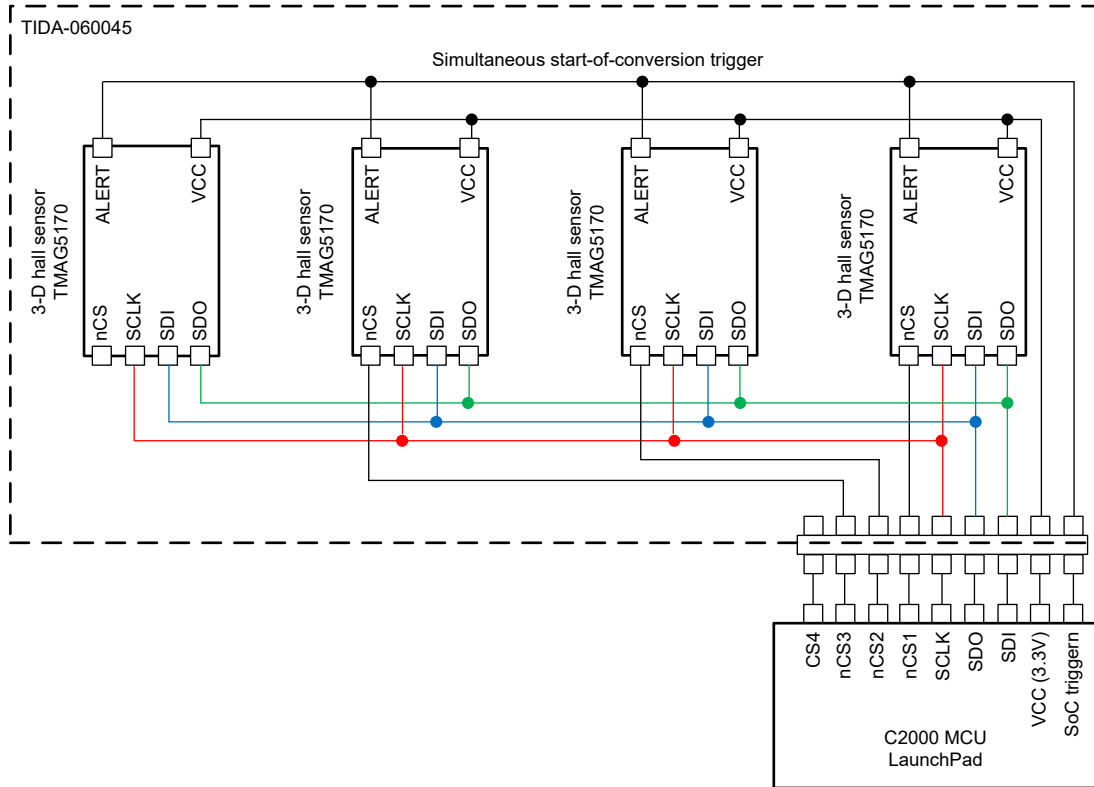 TIDA-060045
Simultaneous start-of-conversion trigger
3-D hall sensor
TMAG5170
ALERT
VCC
nCS
SCLK
SDI
SDO
3-D hall sensor
TMAG5170
ALERT
VCC
nCS
SCLK
SDI
SDO
3-D hall sensor
TMAG5170
ALERT
VCC
nCS
SCLK
SDI
SDO
3-D hall sensor
TMAG5170
ALERT
VCC
nCS
SCLK
SDI
SDO
CS4
nCS3
nCS2
nCS1
SCLK
SDO
SDI
VCC (3.3V)
SoC triggern
C2000 MCU
LaunchPad